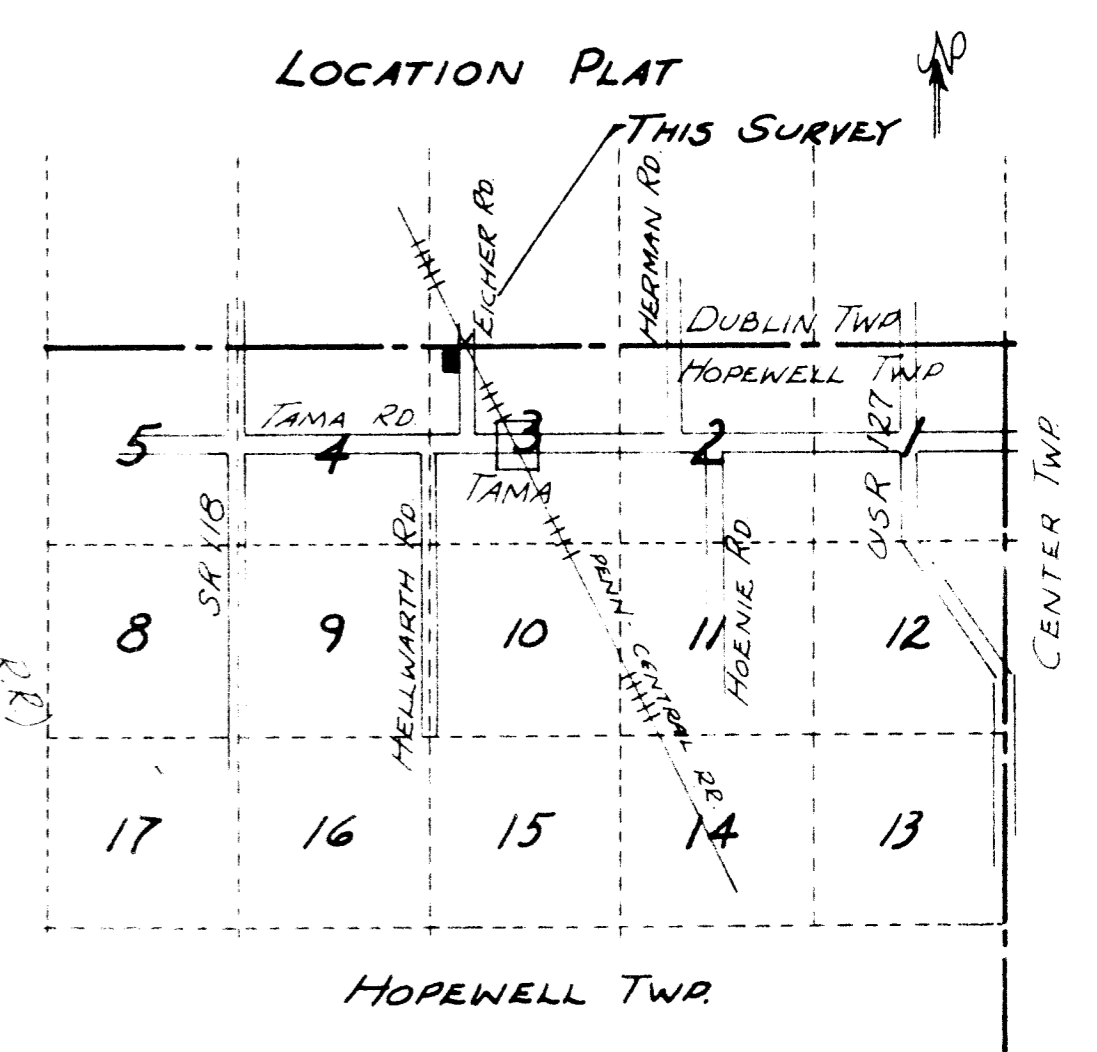 LOCATION PLAT
THIS SURVEY
EICHER RD.
HERMAN RD.
DUBLIN TWP.
HOPEWELL TWP
TAMA RD.
5
4
3
2
1
TAMA
SR 118
HELLWARTH RD
HOENIE RD
USR 127
CENTER TWP.
PENN. CENTRAL RR.
8
9
10
11
12
17
16
15
14
13
HOPEWELL TWP.